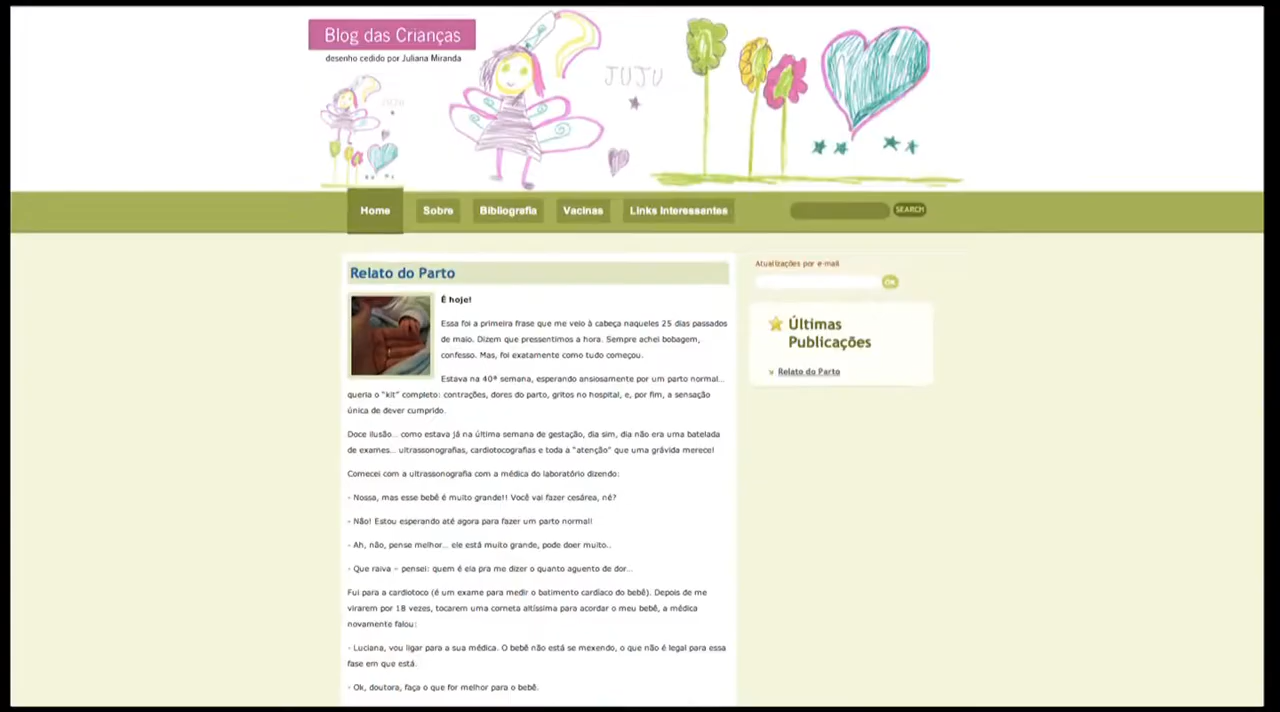 Blog das Crianças
desenho cedido por Juliana Miranda
JUJU
Home Sobre Bibliografia Vacinas Links Interessantes SEARCH
Relato do Parto
É hoje!
Essa foi a primeira frase que me veio à cabeça naqueles 25 dias passados
de maio. Dizem que pressentimos a hora. Sempre achei bobagem,
confesso. Mas, foi exatamente como tudo começou.
Estava na 40ª semana, esperando ansiosamente por um parto normal...
queria o "kit" completo: contrações, dores do parto, gritos no hospital, e, por fim, a sensação
única de dever cumprido.
Doce ilusão... como estava já na última semana de gestação, dia sim, dia não era uma batelada
de exames... ultrassonografias, cardiotocografias e toda a "atenção" que uma grávida merece!
Comecei com a ultrassonografia com a médica do laboratório dizendo:
- Nossa, mas esse bebê é muito grande!! Você vai fazer cesárea, né?
- Não! Estou esperando até agora para fazer um parto normal!
- Ah, não, pense melhor... ele está muito grande, pode doer muito..
- Que raiva – pensei: quem é ela pra me dizer o quanto aguento de dor...
Fui para a cardiotoco (é um exame para medir o batimento cardíaco do bebê). Depois de me
virarem por 18 vezes, tocarem uma corneta altíssima para acordar o meu bebê, a médica
novamente falou:
- Luciana, vou ligar para a sua médica. O bebê não está se mexendo, o que não é legal para essa
fase em que está.
- Ok, doutora, faça o que for melhor para o bebê.
Atualizações por e-mail
OK
Últimas
Publicações
Relato do Parto